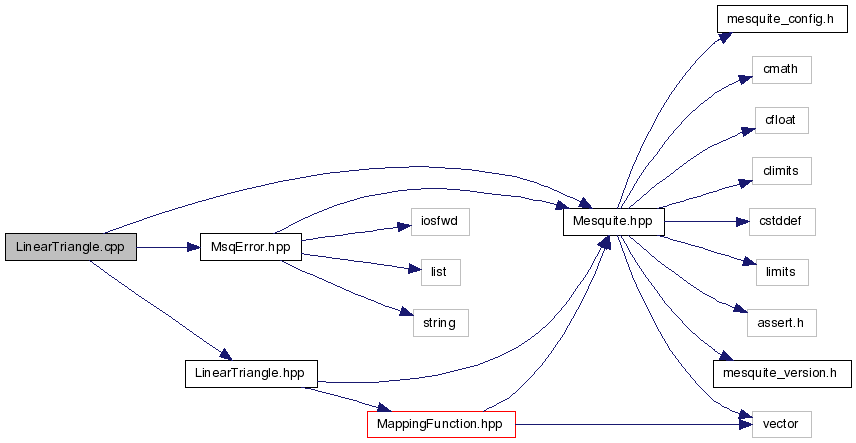 mesquite_config.h
cmath
cfloat
climits
iosfwd
Mesquite.hpp
cstddef
LinearTriangle.cpp
MsqError.hpp
list
limits
string
assert.h
LinearTriangle.hpp
mesquite_version.h
MappingFunction.hpp
vector